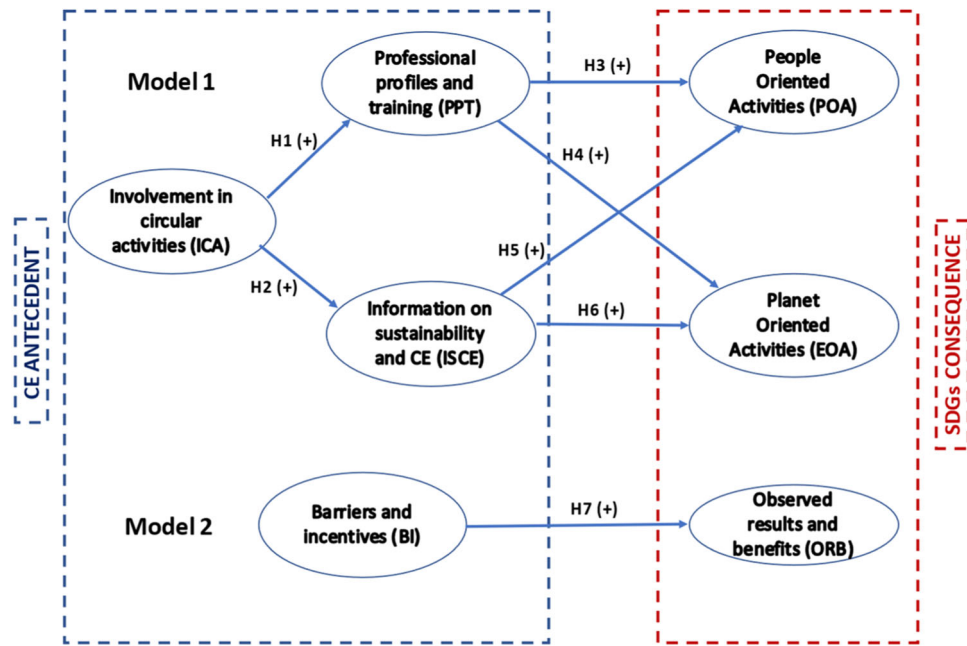 Model 1
Professional
profiles and
training (PPT)
H3 (+)
People
Oriented
Activities (POA)
H1 (+)
H4 (+)
Involvement in
circular
activities (ICA)
H2 (+)
H5 (+)
Information on
sustainability
and CE (ISCE)
H6 (+)
Planet
Oriented
Activities (EOA)
CE ANTECEDENT
SDGs CONSEQUENCE
Model 2
Barriers and
incentives (BI)
H7 (+)
Observed
results and
benefits (ORB)